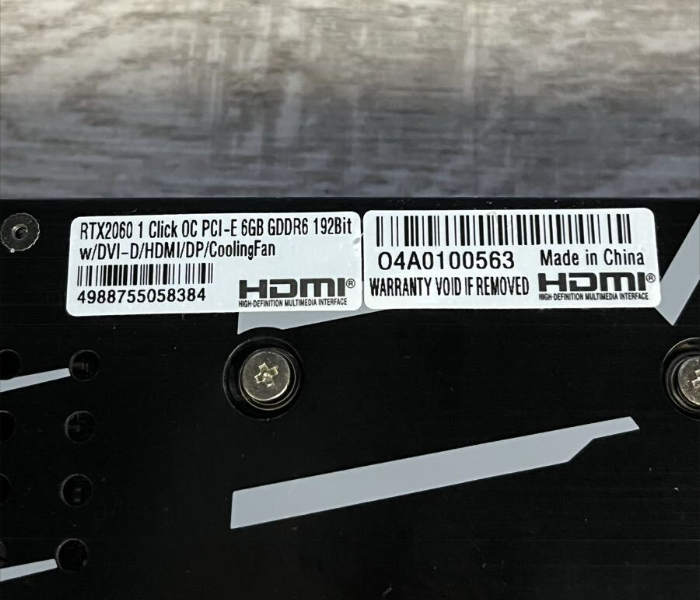 RTX2060 1 Click OC PCI-E 6GB GDDR6 192Bit
w/DVI-D/HDMI/DP/CoolingFan
4988755058384
HDMI®
HIGH-DEFINITION MULTIMEDIA INTERFACE
04A0100563
Made in China
WARRANTY VOID IF REMOVED
HDMI®
HIGH-DEFINITION MULTIMEDIA INTERFACE